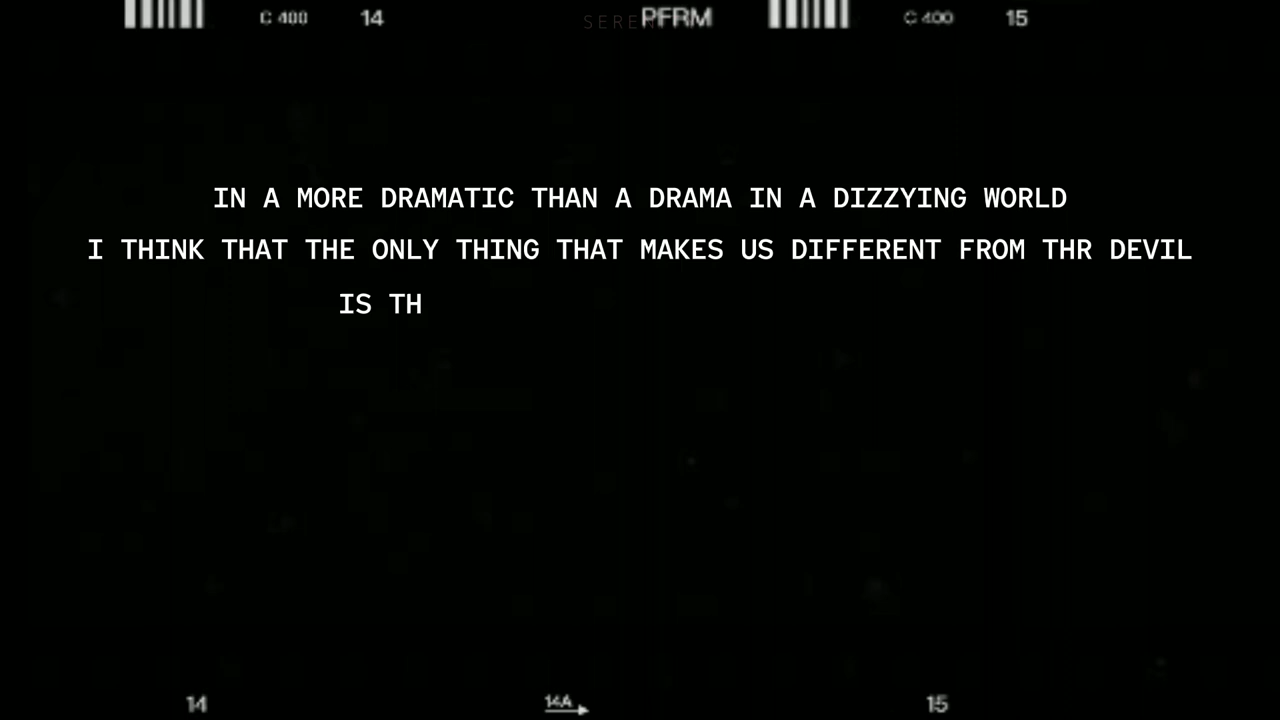 C 400 14 PFRM C 400 15
IN A MORE DRAMATIC THAN A DRAMA IN A DIZZYING WORLD
I THINK THAT THE ONLY THING THAT MAKES US DIFFERENT FROM THR DEVIL
IS TH
14 14A 15